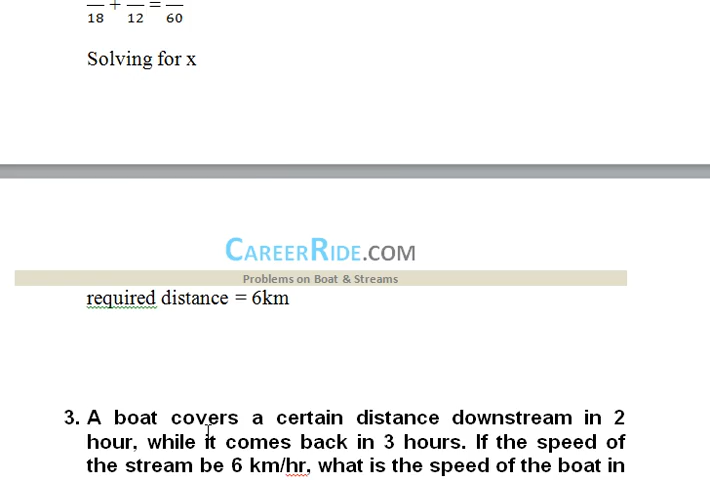 18 + 12 = 60
Solving for x
CAREERRIDE.COM
Problems on Boat & Streams
required distance = 6km
3. A boat covers a certain distance downstream in 2
hour, while it comes back in 3 hours. If the speed of
the stream be 6 km/hr, what is the speed of the boat in